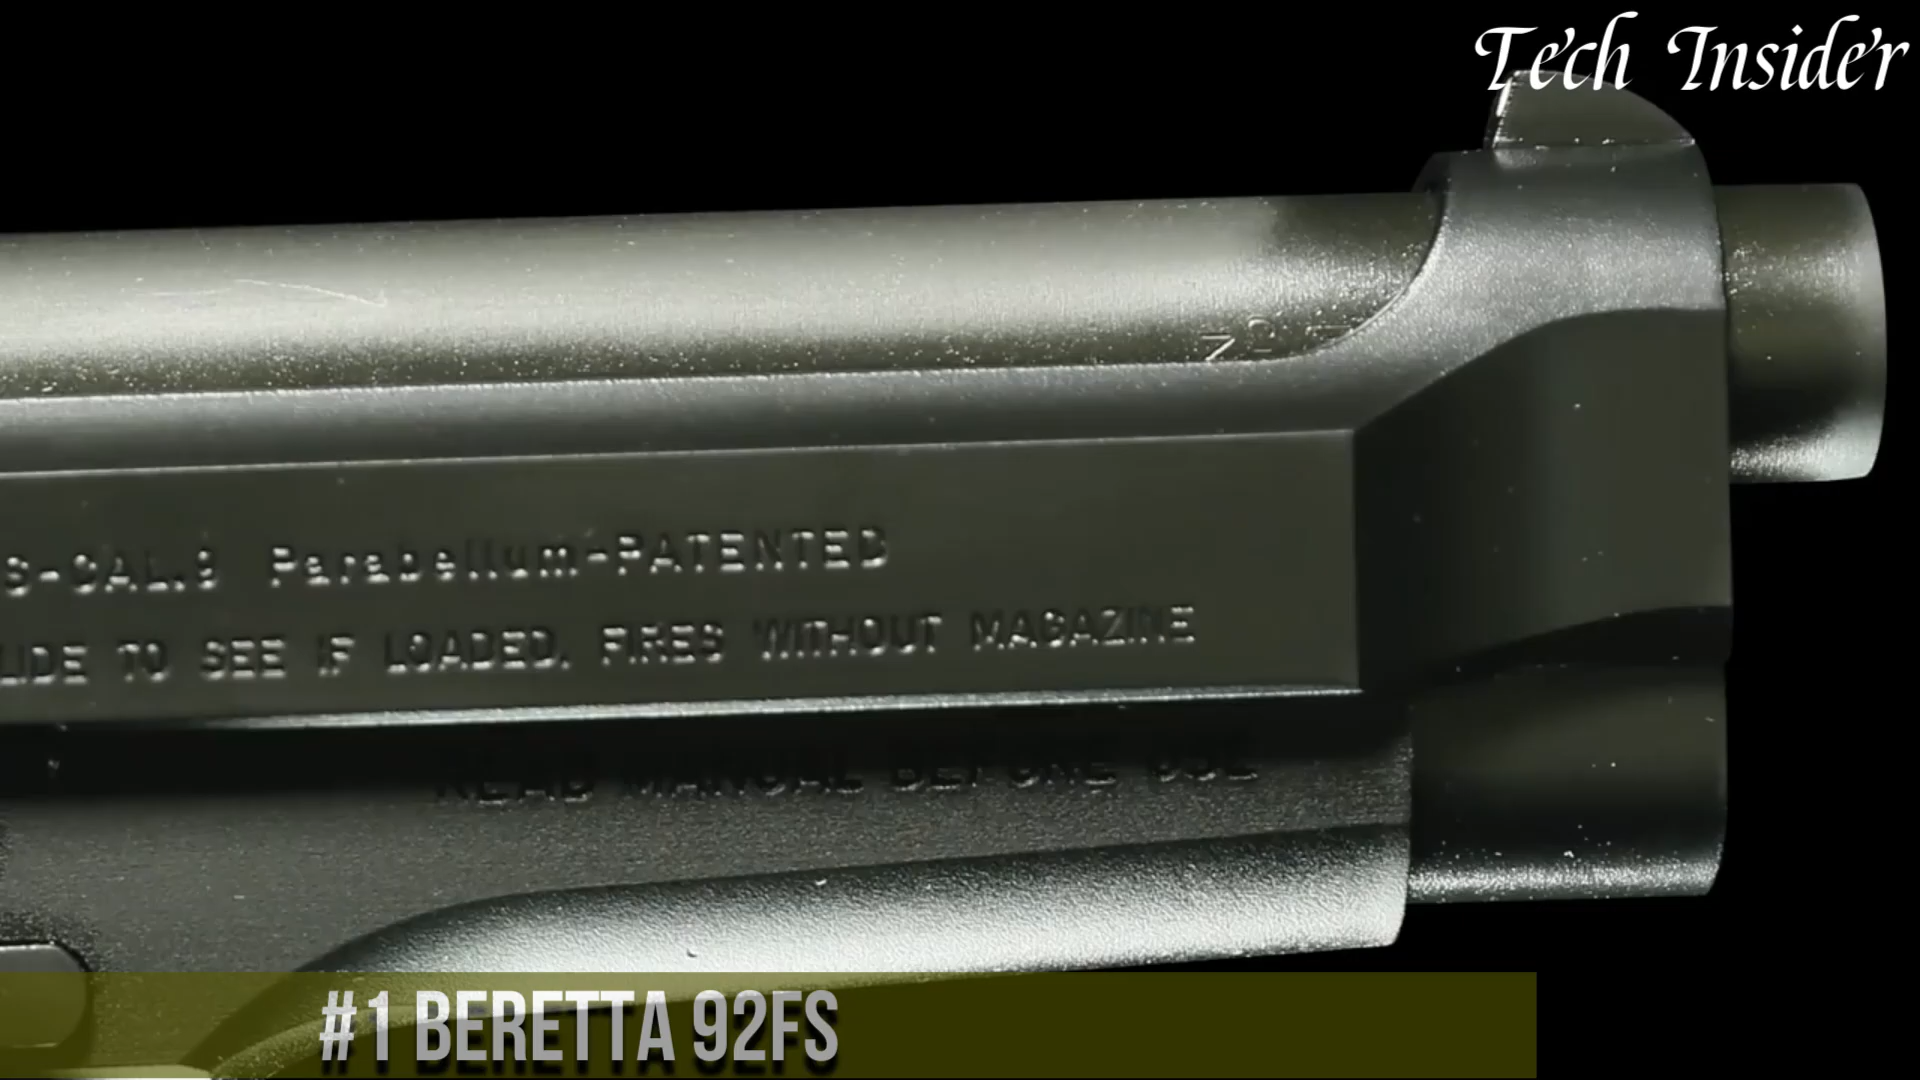 Tech Insider
S-CAL.9 Parabellum-PATENTED
LIDE TO SEE IF LOADED. FIRES WITHOUT MAGAZINE
READ MANUAL BEFORE USE
#1 BERETTA 92FS